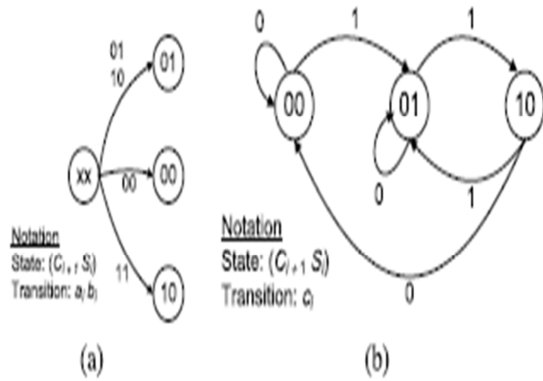 01
10
01
xx
00
00
11
10
Notation
State: (Cᵢ₊₁ Sᵢ)
Transition: aᵢ bᵢ
(a)
0
1
1
00
01
10
0
1
0
Notation
State: (Cᵢ₊₁ Sᵢ)
Transition: cᵢ
(b)